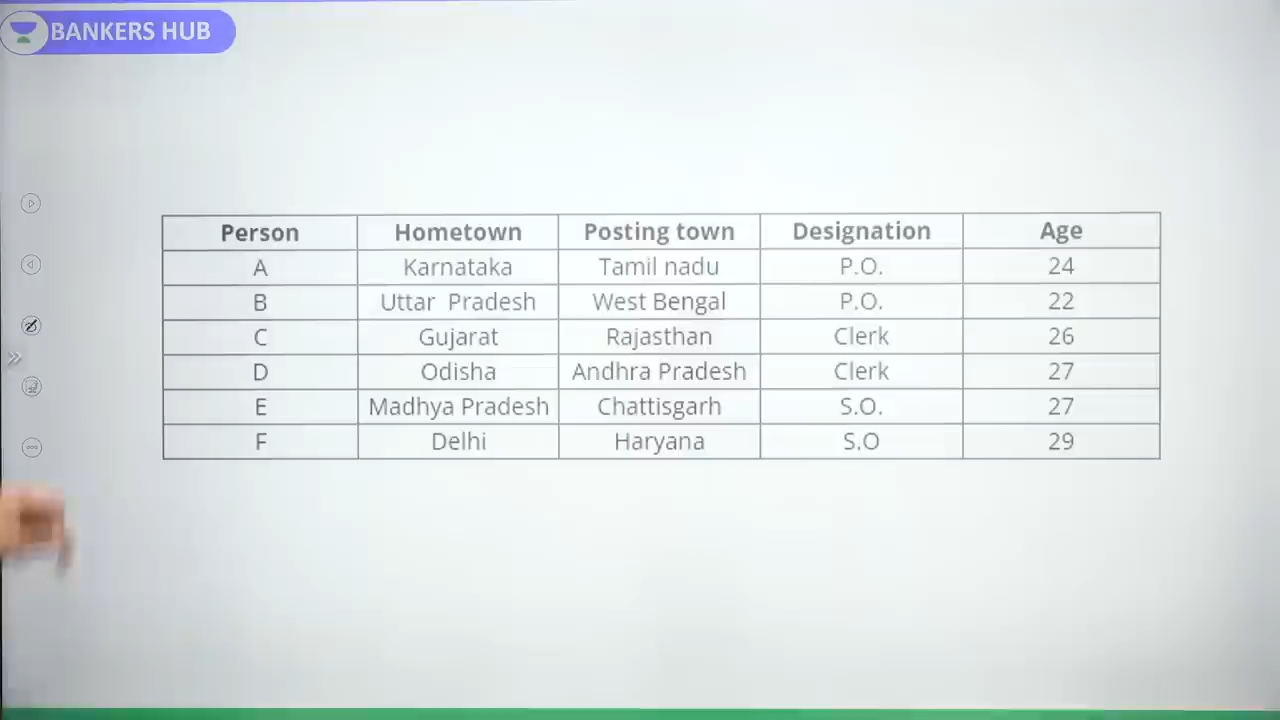 BANKERS HUB
Person Hometown Posting town Designation Age
A Karnataka Tamil nadu P.O. 24
B Uttar Pradesh West Bengal P.O. 22
C Gujarat Rajasthan Clerk 26
D Odisha Andhra Pradesh Clerk 27
E Madhya Pradesh Chattisgarh S.O. 27
F Delhi Haryana S.O 29